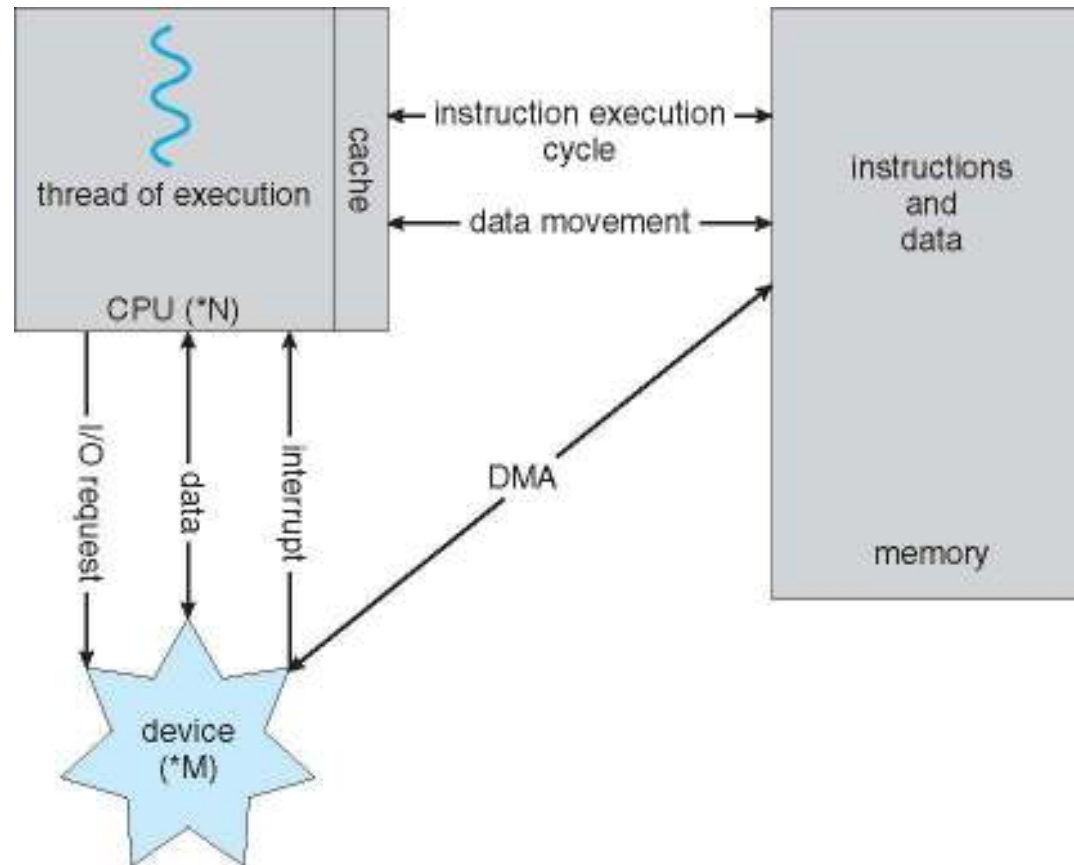 thread of execution
cache
CPU (*N)
instruction execution
cycle
data movement
instructions
and
data
memory
I/O request
data
interrupt
DMA
device
(*M)